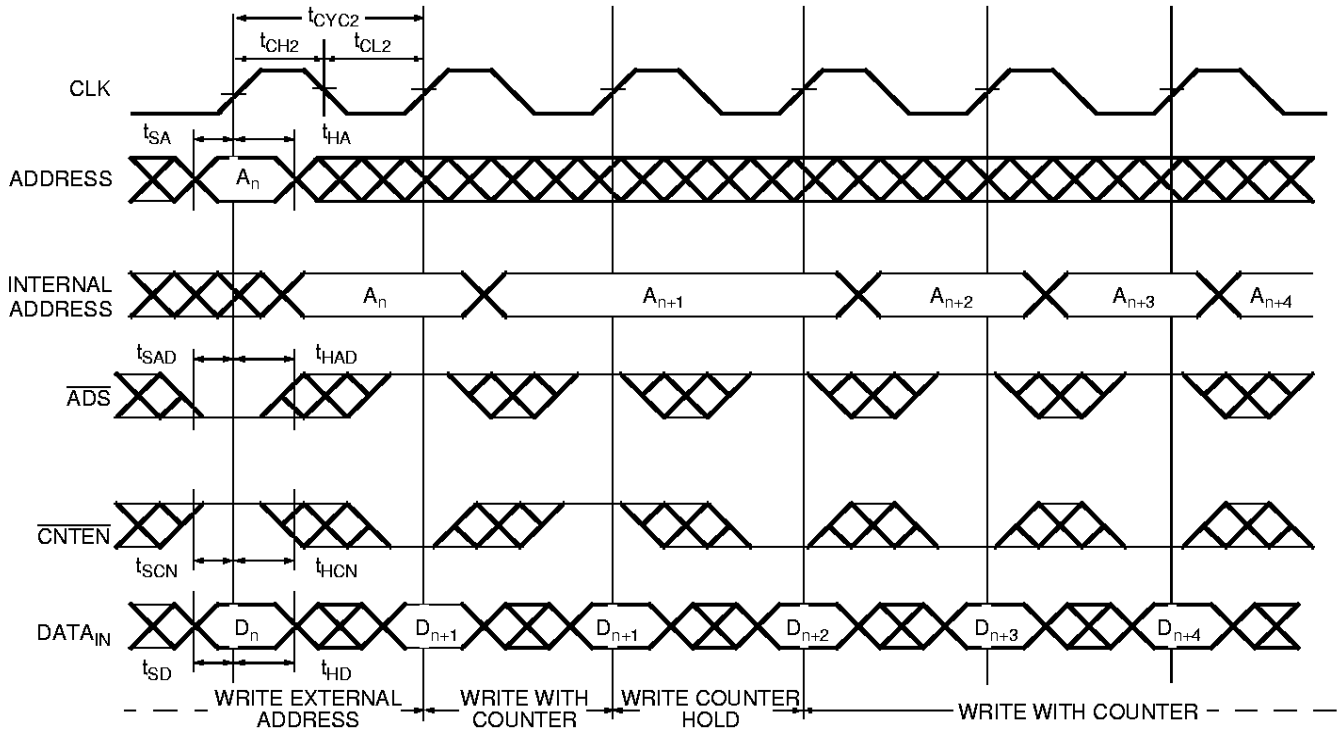 tCYC2
tCH2 tCL2
CLK
tSA tHA
ADDRESS An
INTERNAL
ADDRESS
An An+1 An+2 An+3 An+4
tSAD tHAD
ADS
CNTEN
tSCN tHCN
DATAIN Dn Dn+1 Dn+1 Dn+2 Dn+3 Dn+4
tSD tHD
WRITE EXTERNAL
ADDRESS
WRITE WITH
COUNTER
WRITE COUNTER
HOLD
WRITE WITH COUNTER